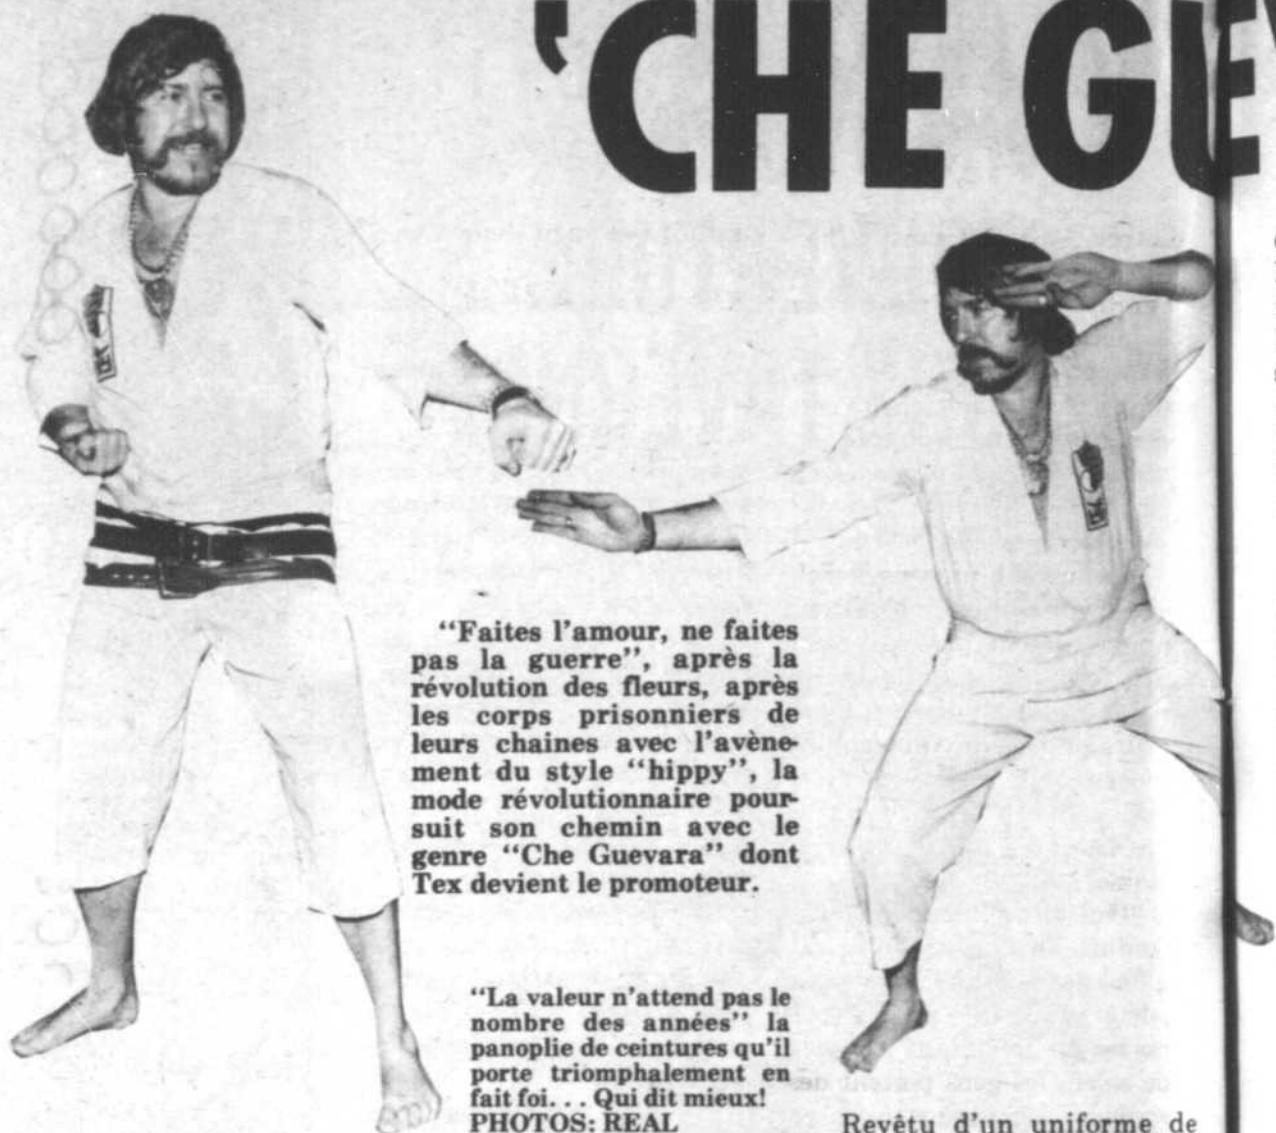 'CHE GUE
"Faites l'amour, ne faites
pas la guerre", après la
révolution des fleurs, après
les corps prisonniers de
leurs chaines avec l'avène-
ment du style "hippy", la
mode révolutionnaire pour-
suit son chemin avec le
genre "Che Guevara" dont
Tex devient le promoteur.
"La valeur n'attend pas le
nombre des années" la
panoplie de ceintures qu'il
porte triomphalement en
fait foi. . . Qui dit mieux!
PHOTOS: REAL
Revêtu d'un uniforme de